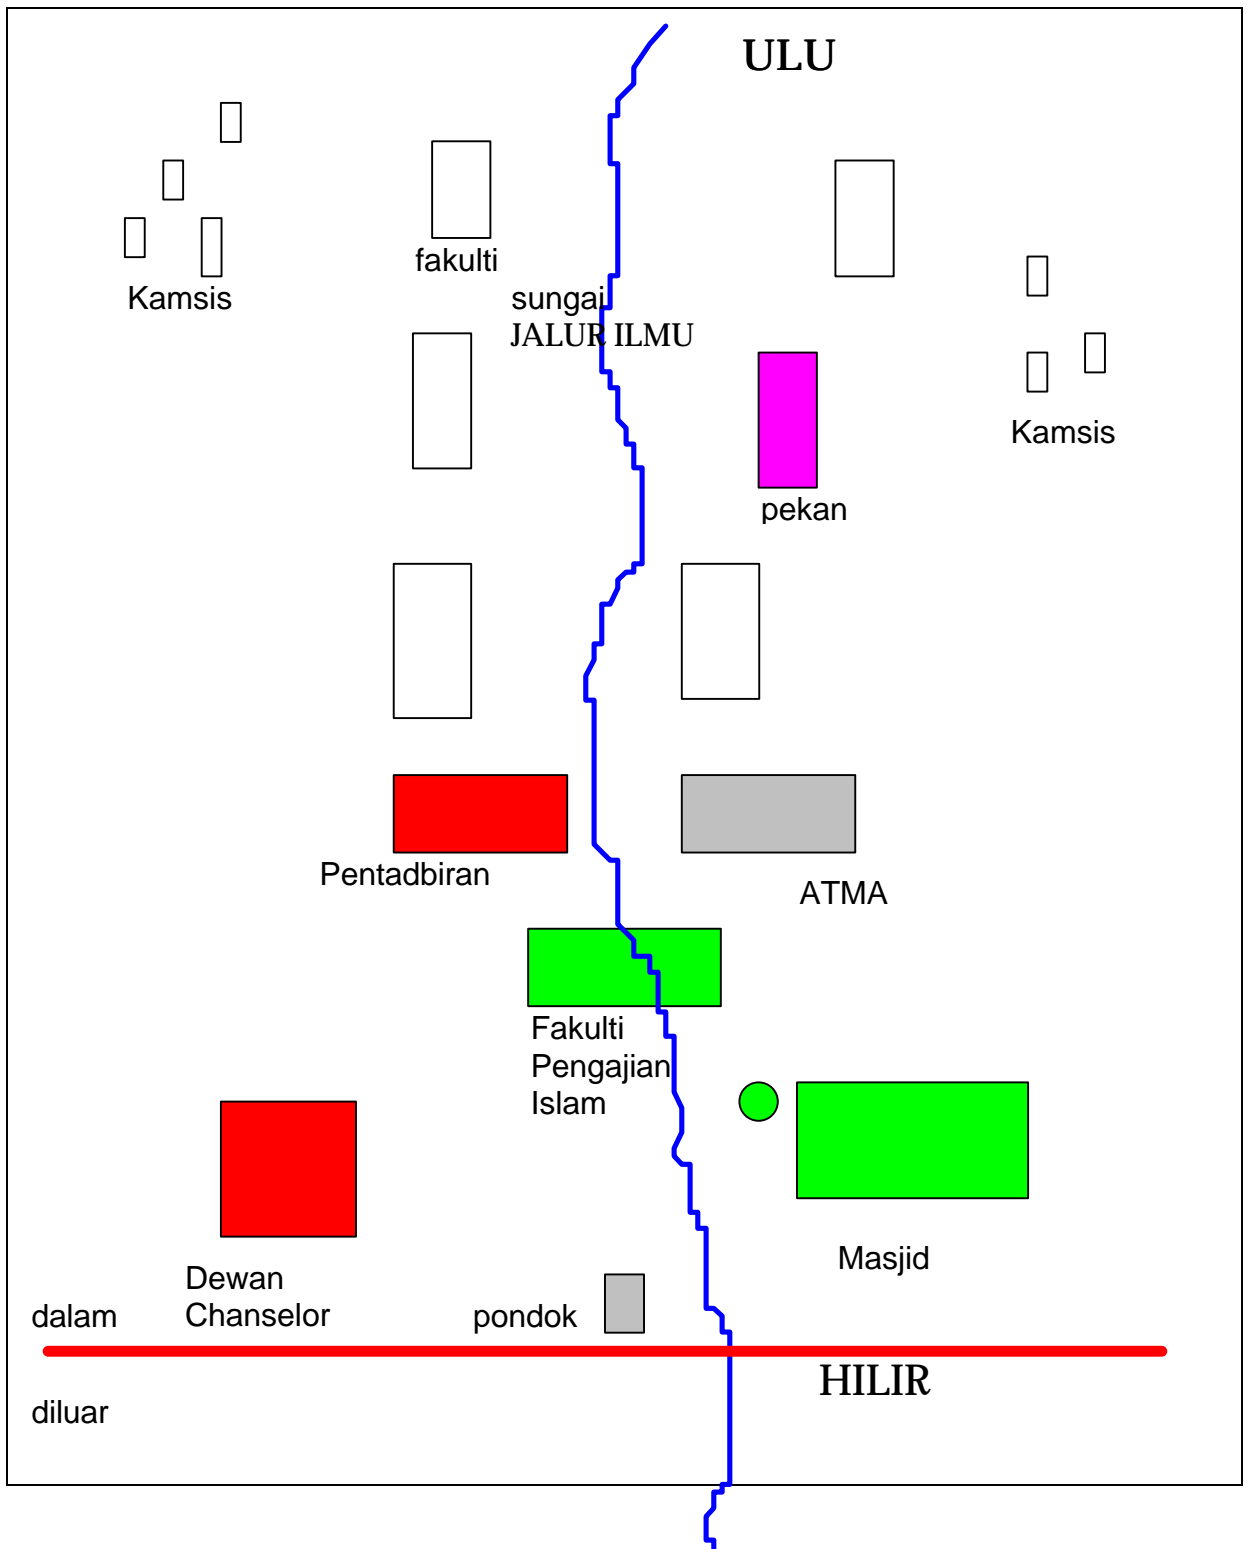 ULU
fakulti
Kamsis
sungai
JALUR ILMU
Kamsis
pekan
Pentadbiran
ATMA
Fakulti
Pengajian
Islam
Masjid
Dewan
Chanselor
dalam
pondok
HILIR
diluar